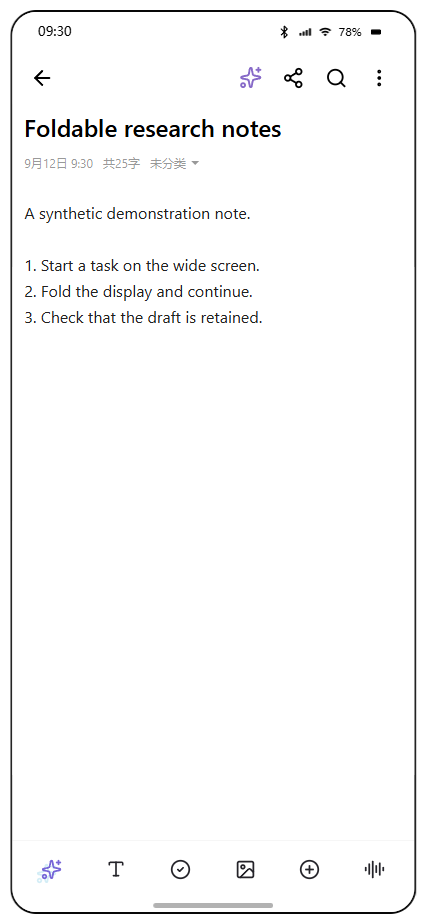 09:30
78%
Foldable research notes
9月12日 9:30 共25字 未分类
A synthetic demonstration note.
1. Start a task on the wide screen.
2. Fold the display and continue.
3. Check that the draft is retained.